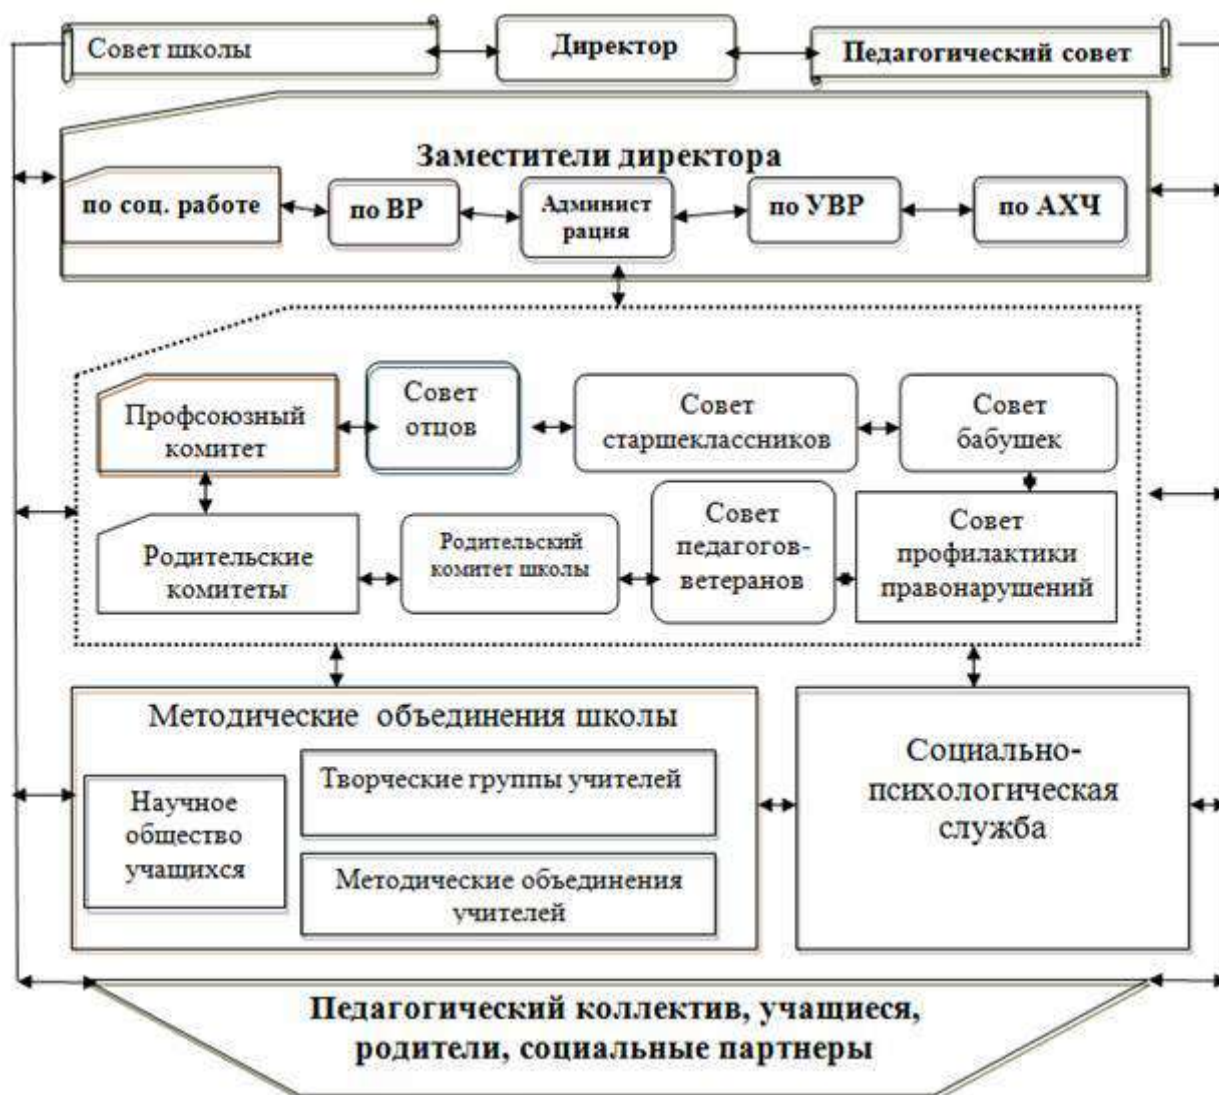 Совет школы
Директор
Педагогический совет
Заместители директора
по соц. работе
по ВР
Админист
рация
по УВР
по АХЧ
Профсоюзный
комитет
Совет
отцов
Совет
старшеклассников
Совет
бабушек
Родительские
комитеты
Родительский
комитет школы
Совет
педагогов-
ветеранов
Совет
профилактики
правонарушений
Методические объединения школы
Научное
общество
учащихся
Творческие группы учителей
Методические объединения
учителей
Социально-
психологическая
служба
Педагогический коллектив, учащиеся,
родители, социальные партнеры